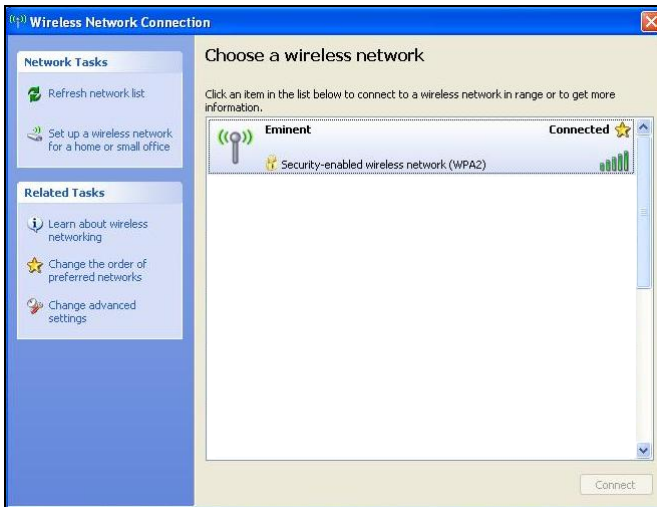 Wireless Network Connection
Network Tasks
Refresh network list
Set up a wireless network
for a home or small office
Related Tasks
Learn about wireless
networking
Change the order of
preferred networks
Change advanced
settings
Choose a wireless network
Click an item in the list below to connect to a wireless network in range or to get more
information.
Eminent Connected
Security-enabled wireless network (WPA2)
Connect